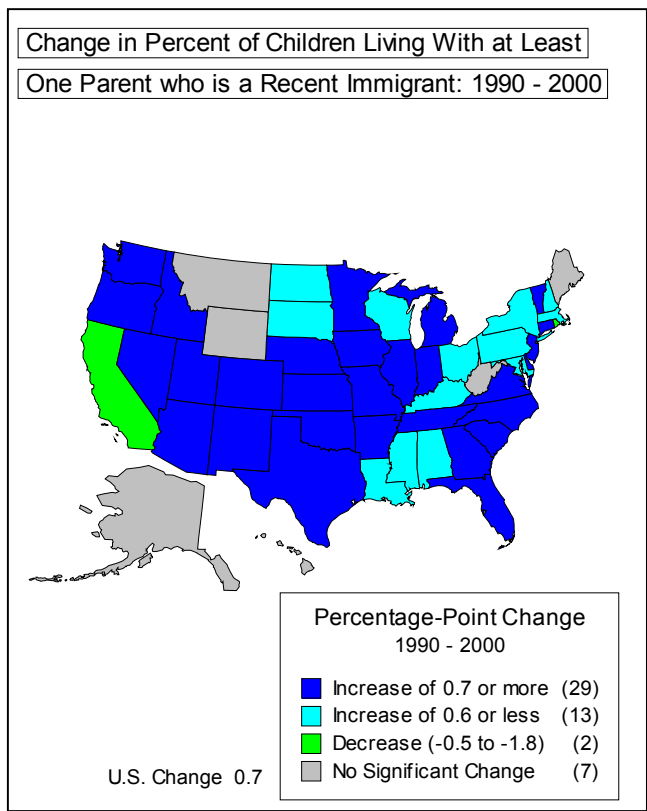 Change in Percent of Children Living With at Least
One Parent who is a Recent Immigrant: 1990 - 2000
Percentage-Point Change
1990 - 2000
Increase of 0.7 or more (29)
Increase of 0.6 or less (13)
Decrease (-0.5 to -1.8) (2)
No Significant Change (7)
U.S. Change 0.7